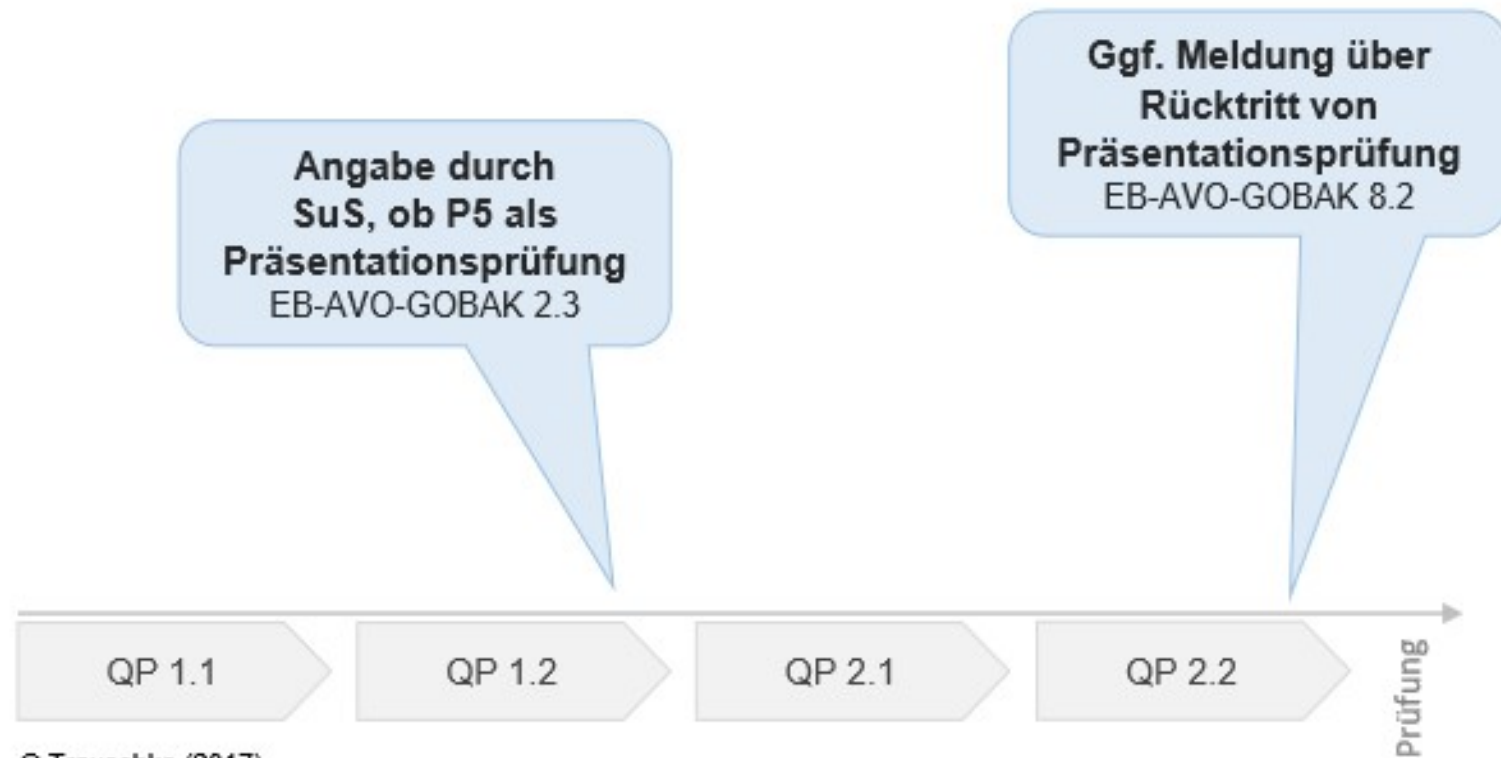 Ggf. Meldung über
Rücktritt von
Präsentationsprüfung
EB-AVO-GOBAK 8.2
Angabe durch
SuS, ob P5 als
Präsentationsprüfung
EB-AVO-GOBAK 2.3
QP 1.1
QP 1.2
QP 2.1
QP 2.2
Prüfung